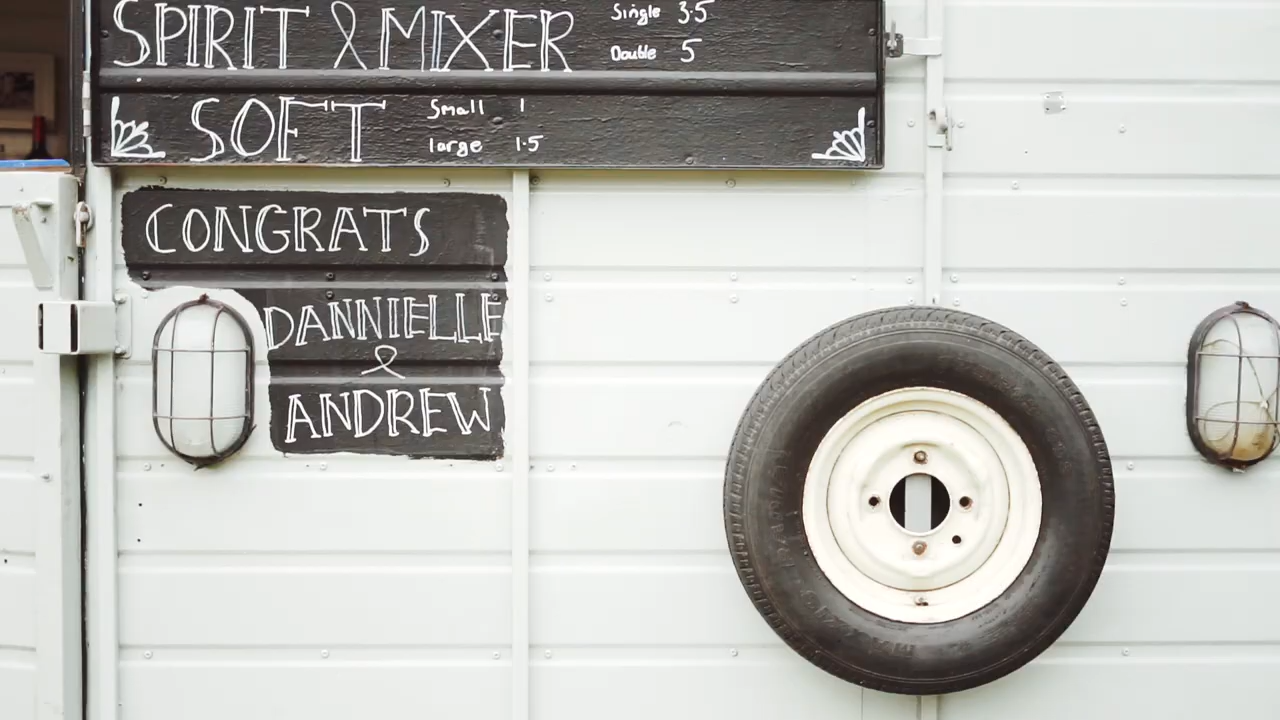 SPIRIT & MIXER Single 3.5
Double 5
SOFT Small 1
large 1.5
CONGRATS
DANNIELLE
&
ANDREW